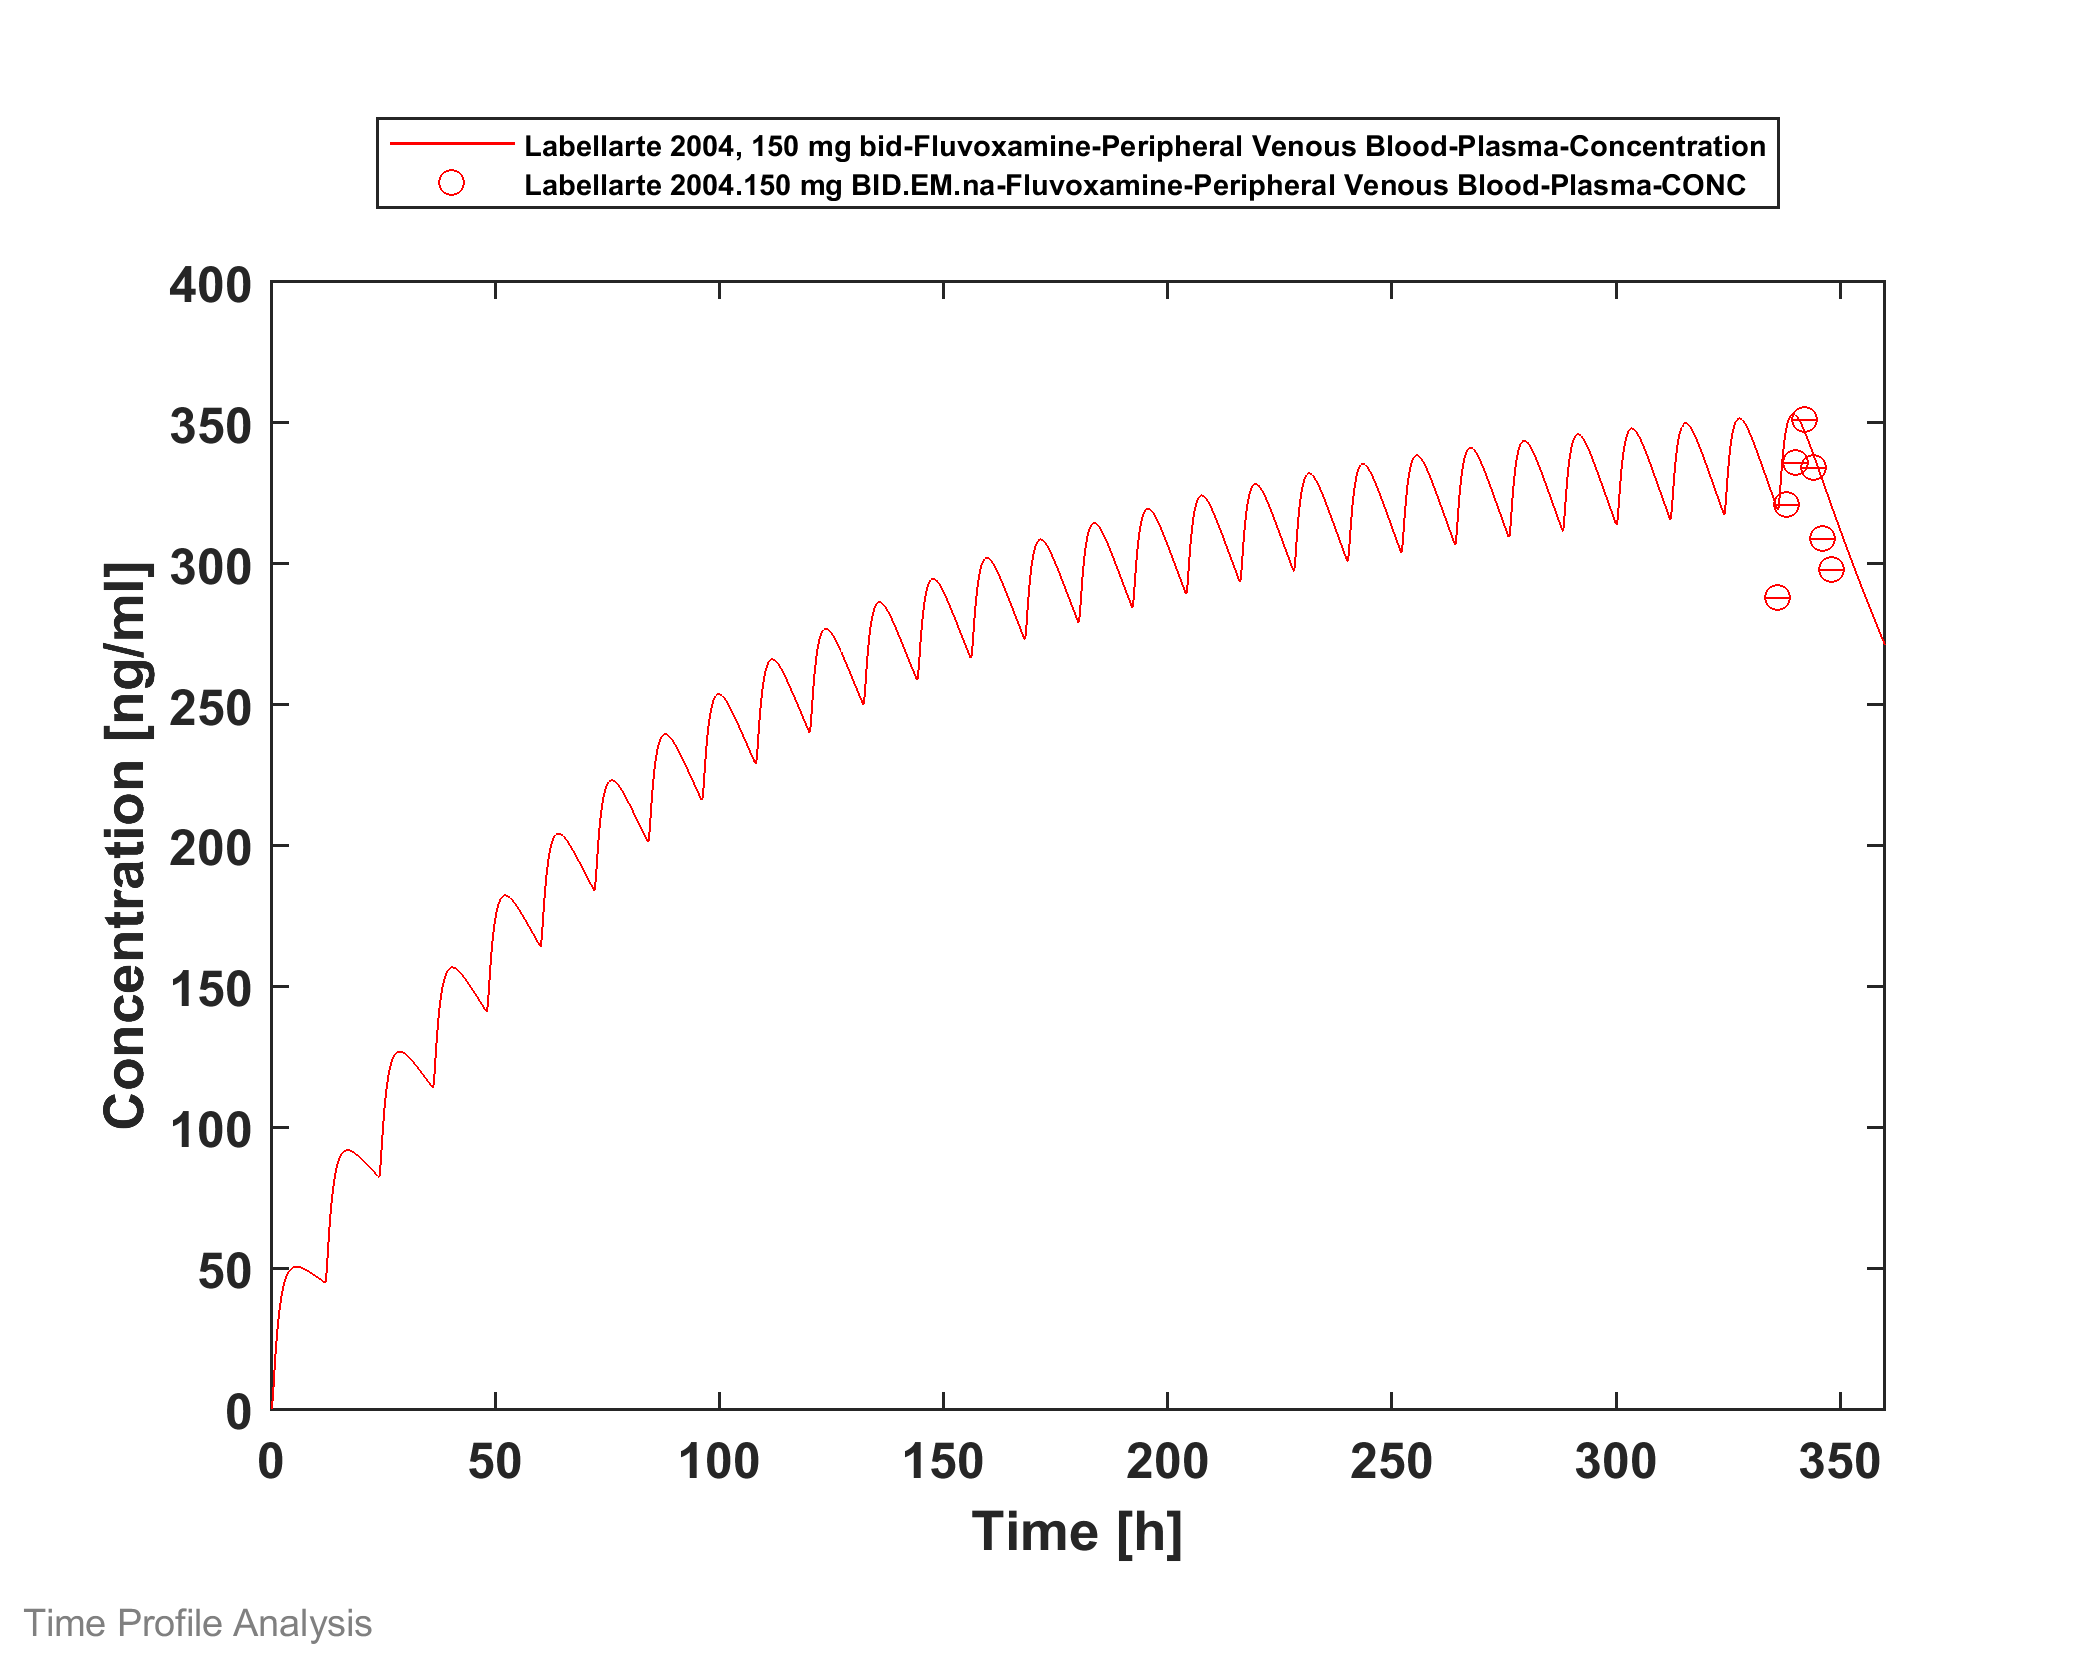 Labellarte 2004, 150 mg bid-Fluvoxamine-Peripheral Venous Blood-Plasma-Concentration
Labellarte 2004.150 mg BID.EM.na-Fluvoxamine-Peripheral Venous Blood-Plasma-CONC
400
350
300
250
200
150
100
50
0
Concentration [ng/ml]
0 50 100 150 200 250 300 350
Time [h]
Time Profile Analysis